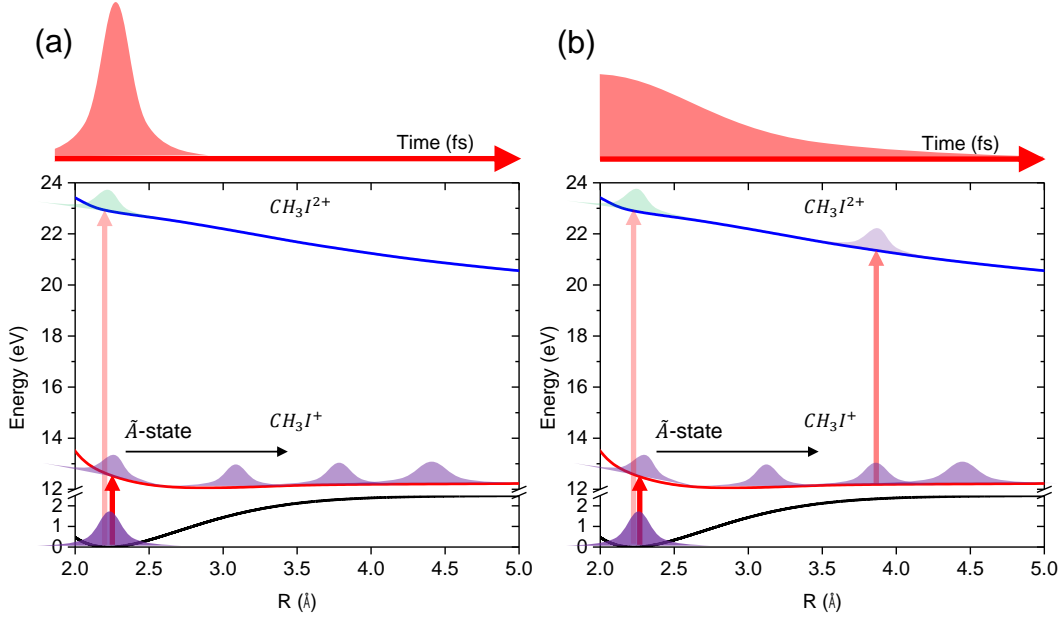 (a)
Time (fs)
24
22
20
18
16
14
12
2
1
0
Energy (eV)
CH₃I²⁺
CH₃I⁺
Ã-state
2.0 2.5 3.0 3.5 4.0 4.5 5.0
R (Å)
(b)
Time (fs)
24
22
20
18
16
14
12
2
1
0
Energy (eV)
CH₃I²⁺
CH₃I⁺
Ã-state
2.0 2.5 3.0 3.5 4.0 4.5 5.0
R (Å)